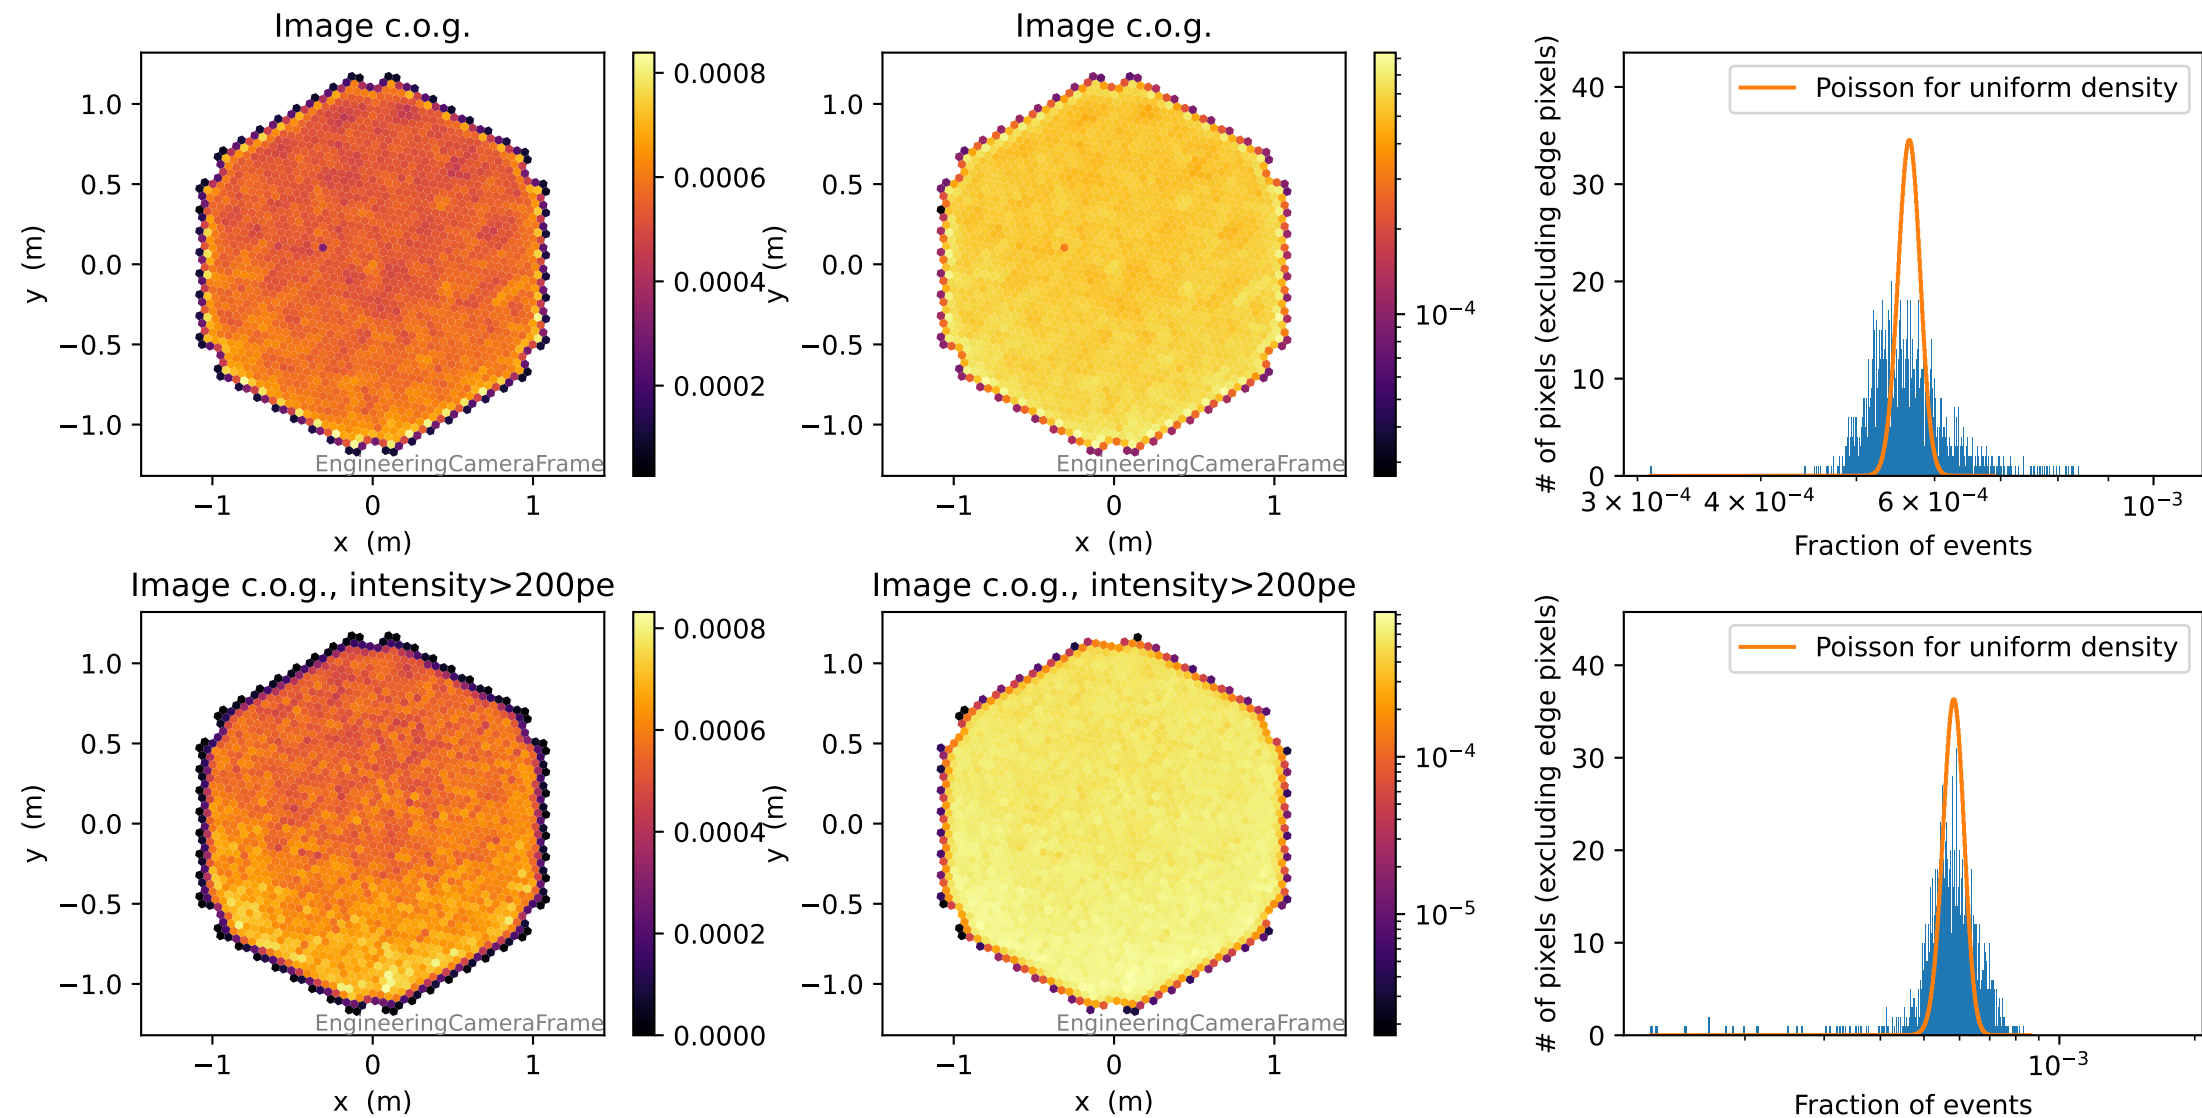 Image c.o.g.
1.0
0.5
0.0
−0.5
−1.0
y (m)
−1
0
1
x (m)
EngineeringCameraFrame
0.0008
0.0006
0.0004
0.0002
Image c.o.g.
1.0
0.5
0.0
−0.5
−1.0
y (m)
−1
0
1
x (m)
EngineeringCameraFrame
10⁻⁴
Poisson for uniform density
40
30
20
10
0
# of pixels (excluding edge pixels)
3 × 10⁻⁴
4 × 10⁻⁴
6 × 10⁻⁴
10⁻³
Fraction of events
Image c.o.g., intensity>200pe
1.0
0.5
0.0
−0.5
−1.0
y (m)
−1
0
1
x (m)
EngineeringCameraFrame
0.0008
0.0006
0.0004
0.0002
0.0000
Image c.o.g., intensity>200pe
1.0
0.5
0.0
−0.5
−1.0
y (m)
−1
0
1
x (m)
EngineeringCameraFrame
10⁻⁴
10⁻⁵
Poisson for uniform density
40
30
20
10
0
# of pixels (excluding edge pixels)
10⁻³
Fraction of events